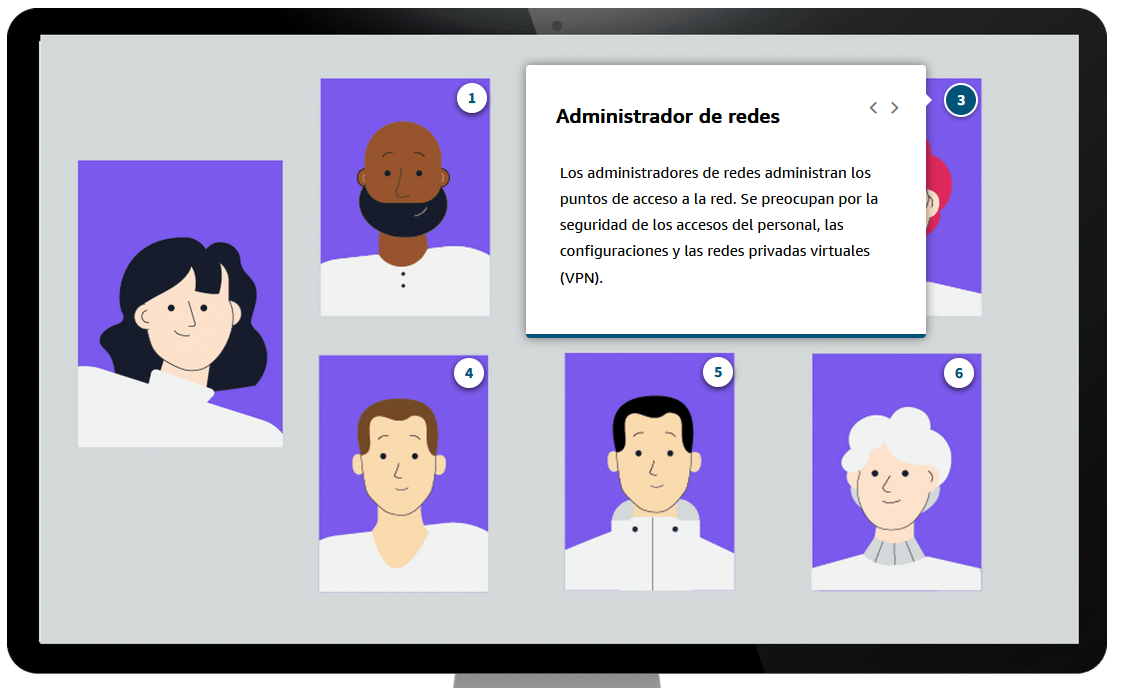 1
3
Administrador de redes
Los administradores de redes administran los
puntos de acceso a la red. Se preocupan por la
seguridad de los accesos del personal, las
configuraciones y las redes privadas virtuales
(VPN).
4
5
6